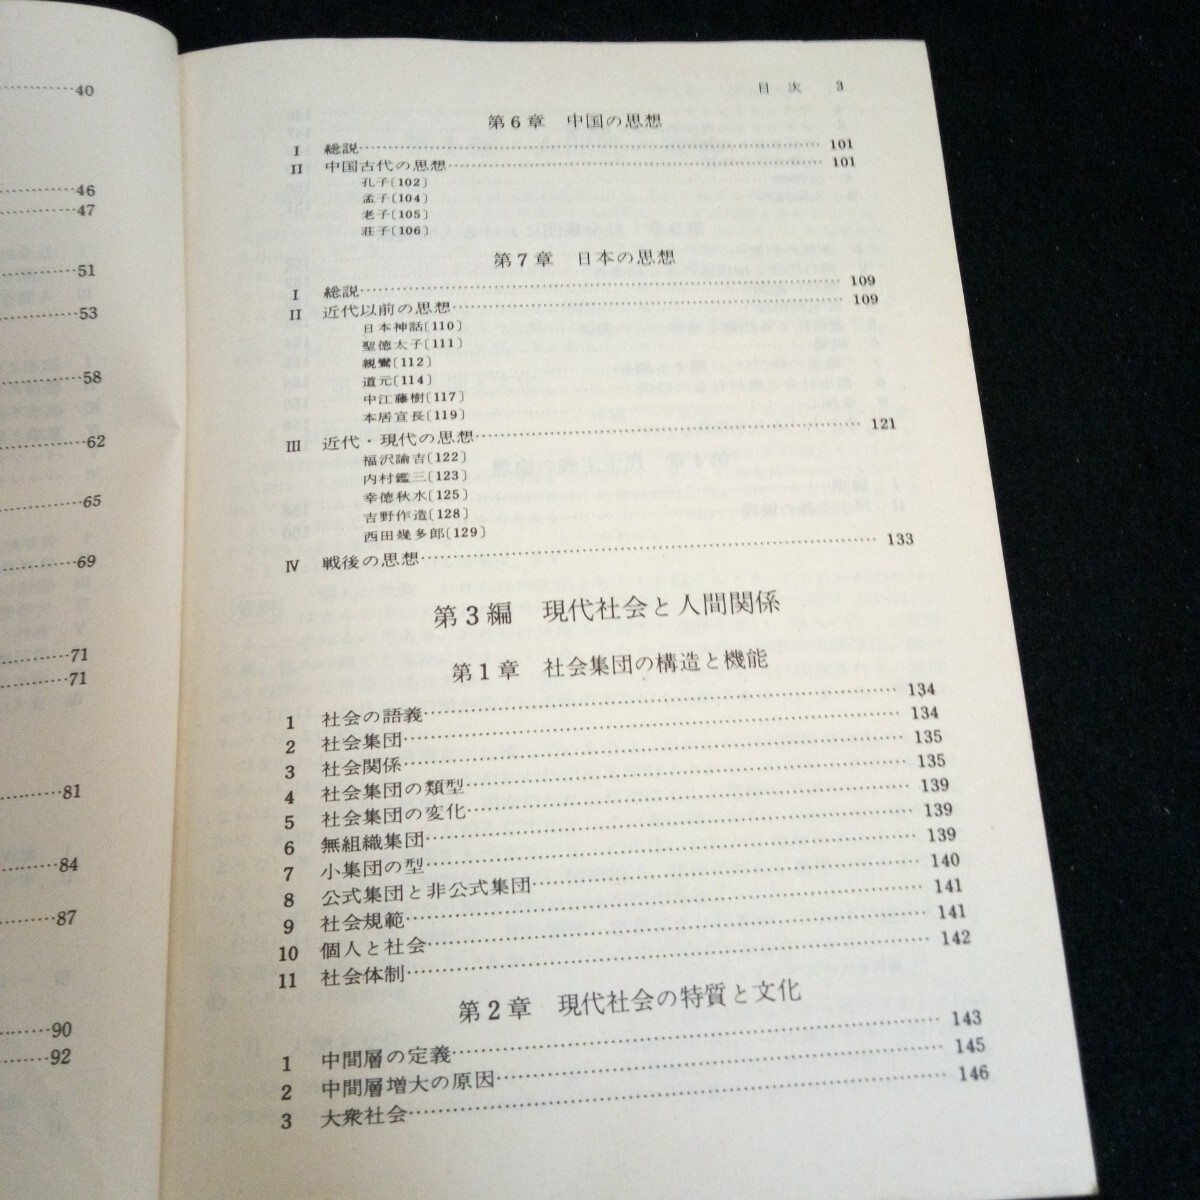 40
46
47
51
53
58
62
65
69
71
71
81
84
87
90
92
目次 3
第6章 中国の思想
I 総説 101
II 中国古代の思想 101
孔子〔102〕
孟子〔104〕
老子〔105〕
荘子〔106〕
第7章 日本の思想
I 総説 109
II 近代以前の思想 109
日本神話〔110〕
聖徳太子〔111〕
親鸞〔112〕
道元〔114〕
中江藤樹〔117〕
本居宣長〔119〕
III 近代・現代の思想 121
福沢諭吉〔122〕
内村鑑三〔123〕
幸徳秋水〔125〕
吉野作造〔128〕
西田幾多郎〔129〕
IV 戦後の思想 133
第3編 現代社会と人間関係
第1章 社会集団の構造と機能
1 社会の語義 134
2 社会集団 134
3 社会関係 135
4 社会集団の類型 135
5 社会集団の変化 139
6 無組織集団 139
7 小集団の型 139
8 公式集団と非公式集団 140
9 社会規範 141
10 個人と社会 141
11 社会体制 142
第2章 現代社会の特質と文化
1 中間層の定義 143
2 中間層増大の原因 145
3 大衆社会 146